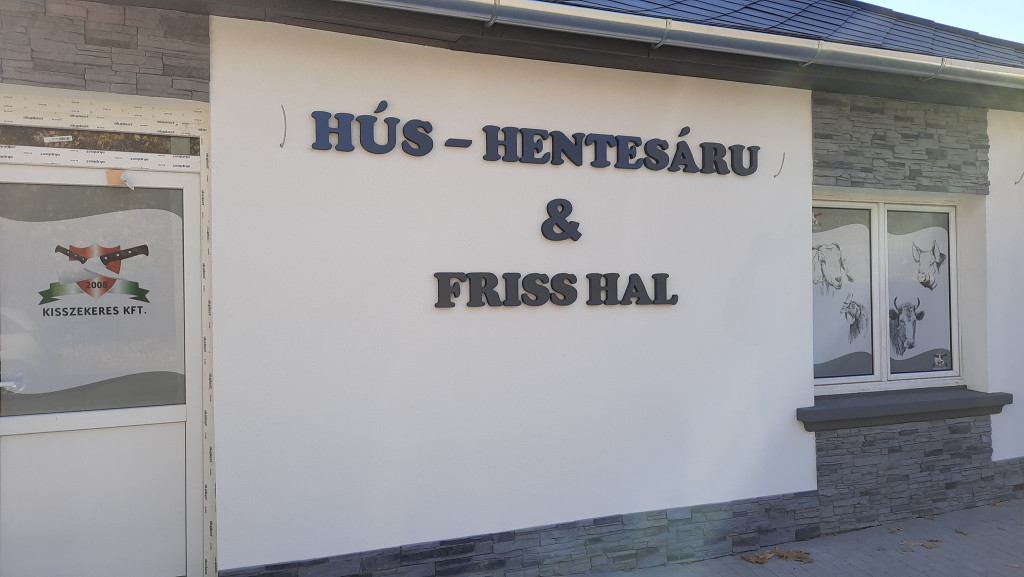 HÚS - HENTESÁRU
&
FRISS HAL
2008
KISSZEKERES KFT.